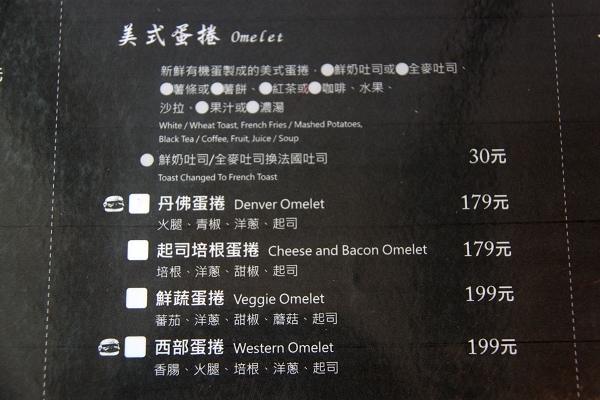 美式蛋捲 Omelet
新鮮有機蛋製成的美式蛋捲，●鮮奶吐司或●全麥吐司、
●薯條或●薯餅、●紅茶或●咖啡、水果、
沙拉、●果汁或●濃湯
White / Wheat Toast, French Fries / Mashed Potatoes,
Black Tea / Coffee, Fruit, Juice / Soup
●鮮奶吐司/全麥吐司換法國吐司 30元
Toast Changed To French Toast
丹佛蛋捲 Denver Omelet 179元
火腿、青椒、洋蔥、起司
起司培根蛋捲 Cheese and Bacon Omelet 179元
培根、洋蔥、甜椒、起司
鮮蔬蛋捲 Veggie Omelet 199元
蕃茄、洋蔥、甜椒、蘑菇、起司
西部蛋捲 Western Omelet 199元
香腸、火腿、培根、洋蔥、起司